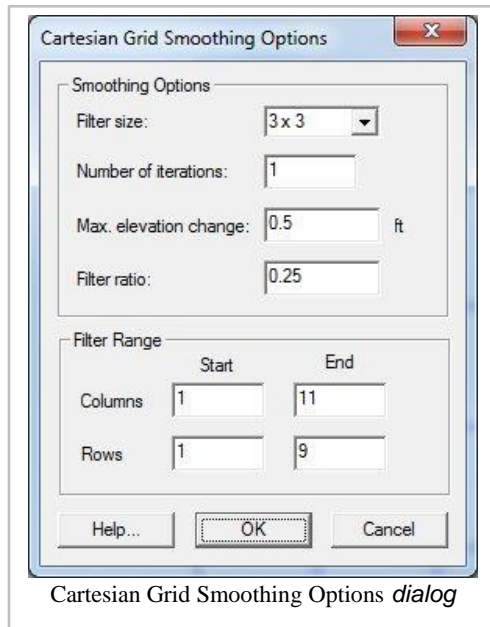 Cartesian Grid Smoothing Options
Smoothing Options
Filter size: 3 x 3
Number of iterations: 1
Max. elevation change: 0.5 ft
Filter ratio: 0.25
Filter Range
Start End
Columns 1 11
Rows 1 9
Help... OK Cancel
Cartesian Grid Smoothing Options dialog